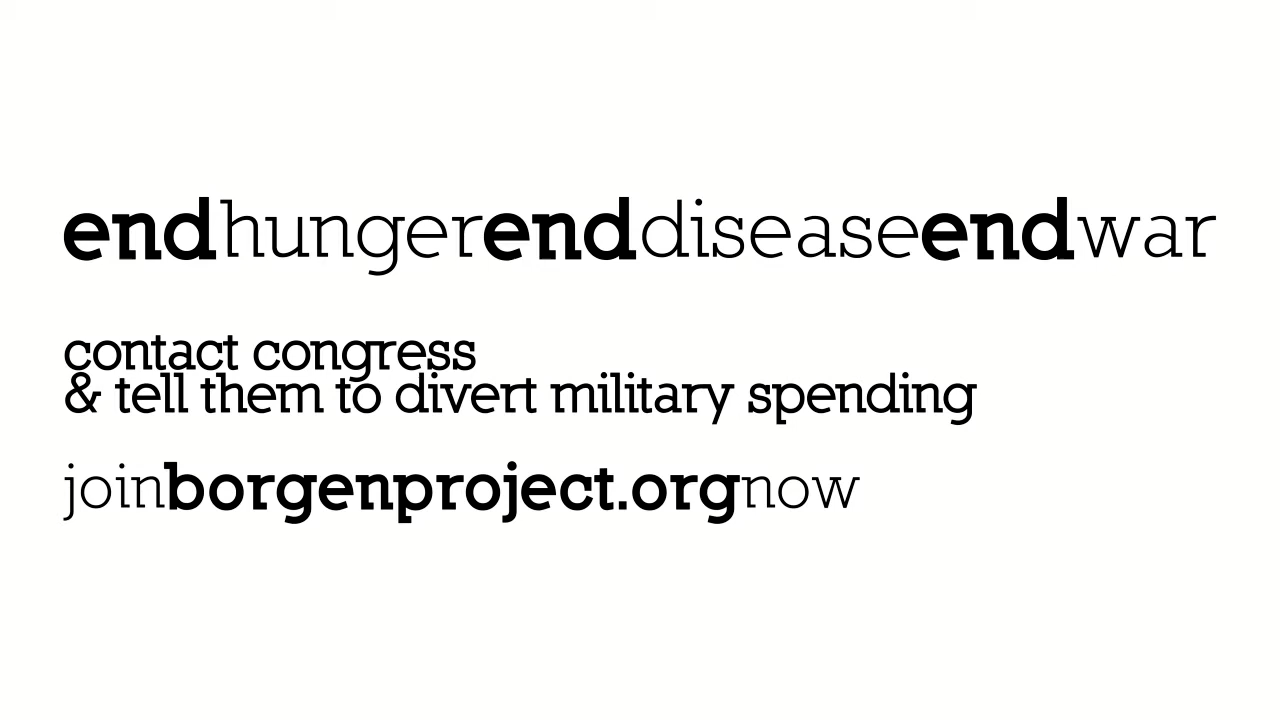 endhungerenddiseaseendwar
contact congress
& tell them to divert military spending
joinborgenproject.orgnow